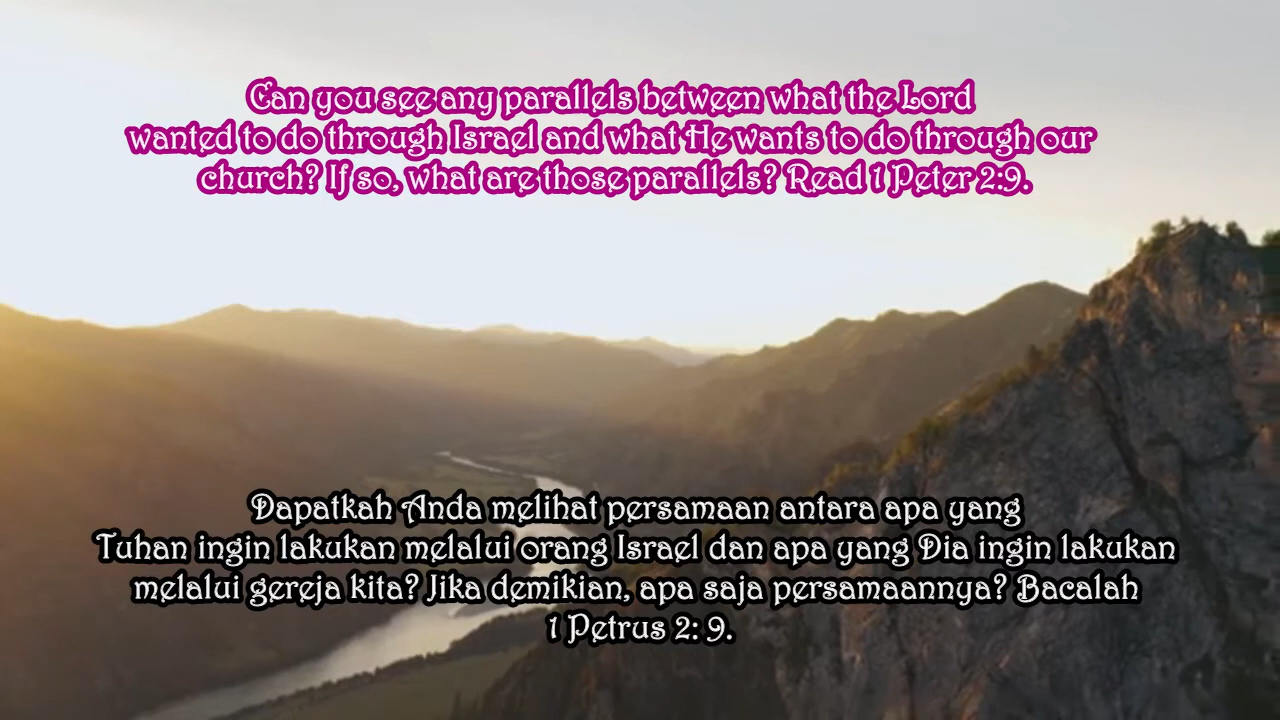 Can you see any parallels between what the Lord
wanted to do through Israel and what He wants to do through our
church? If so, what are those parallels? Read 1 Peter 2:9.
Dapatkah Anda melihat persamaan antara apa yang
Tuhan ingin lakukan melalui orang Israel dan apa yang Dia ingin lakukan
melalui gereja kita? Jika demikian, apa saja persamaannya? Bacalah
1 Petrus 2: 9.